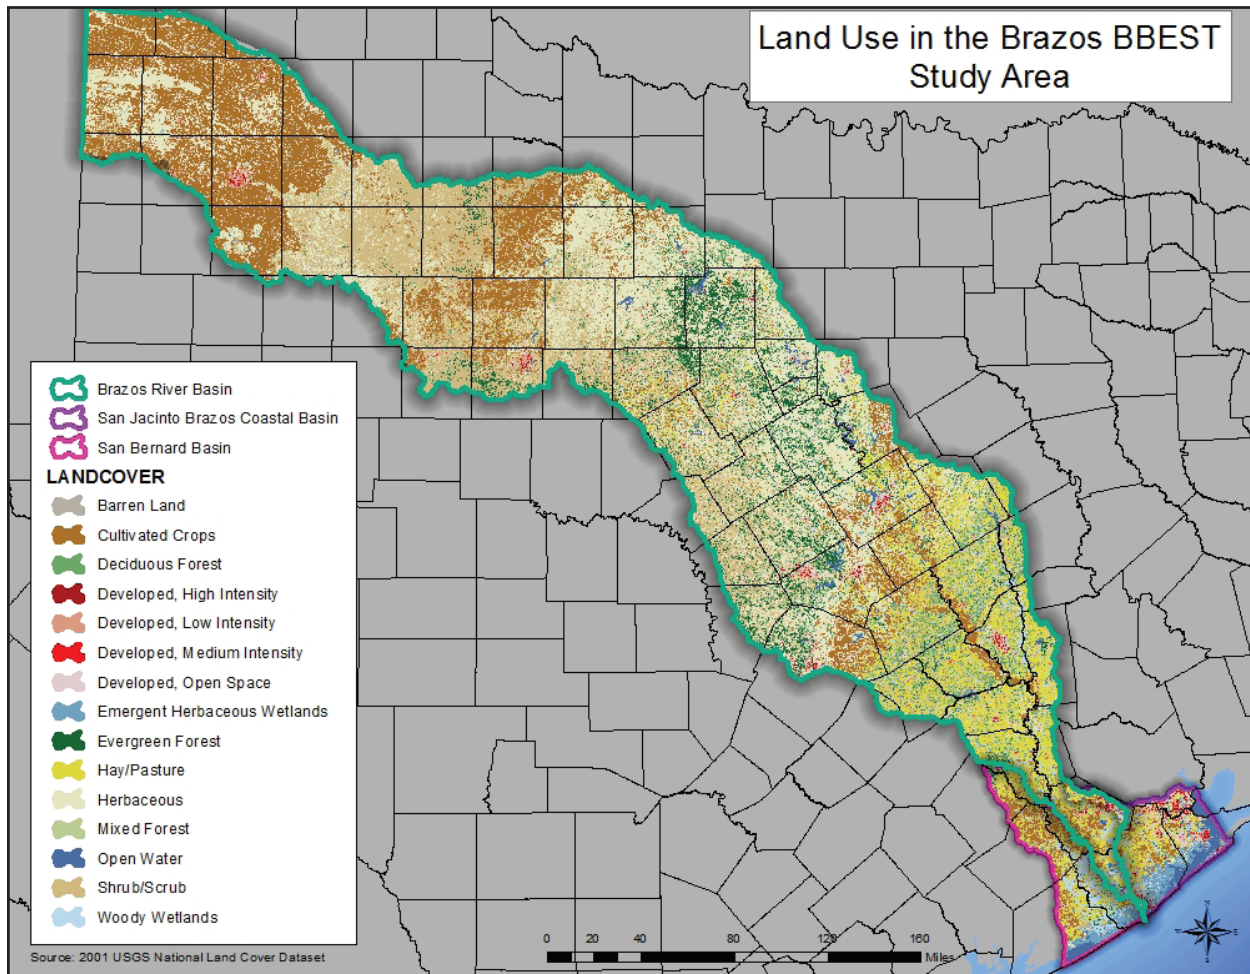 Land Use in the Brazos BBEST
Study Area
Brazos River Basin
San Jacinto Brazos Coastal Basin
San Bernard Basin
LANDCOVER
Barren Land
Cultivated Crops
Deciduous Forest
Developed, High Intensity
Developed, Low Intensity
Developed, Medium Intensity
Developed, Open Space
Emergent Herbaceous Wetlands
Evergreen Forest
Hay/Pasture
Herbaceous
Mixed Forest
Open Water
Shrub/Scrub
Woody Wetlands
Source: 2001 USGS National Land Cover Dataset
0 20 40 80 120 160
Miles
N
W E
S